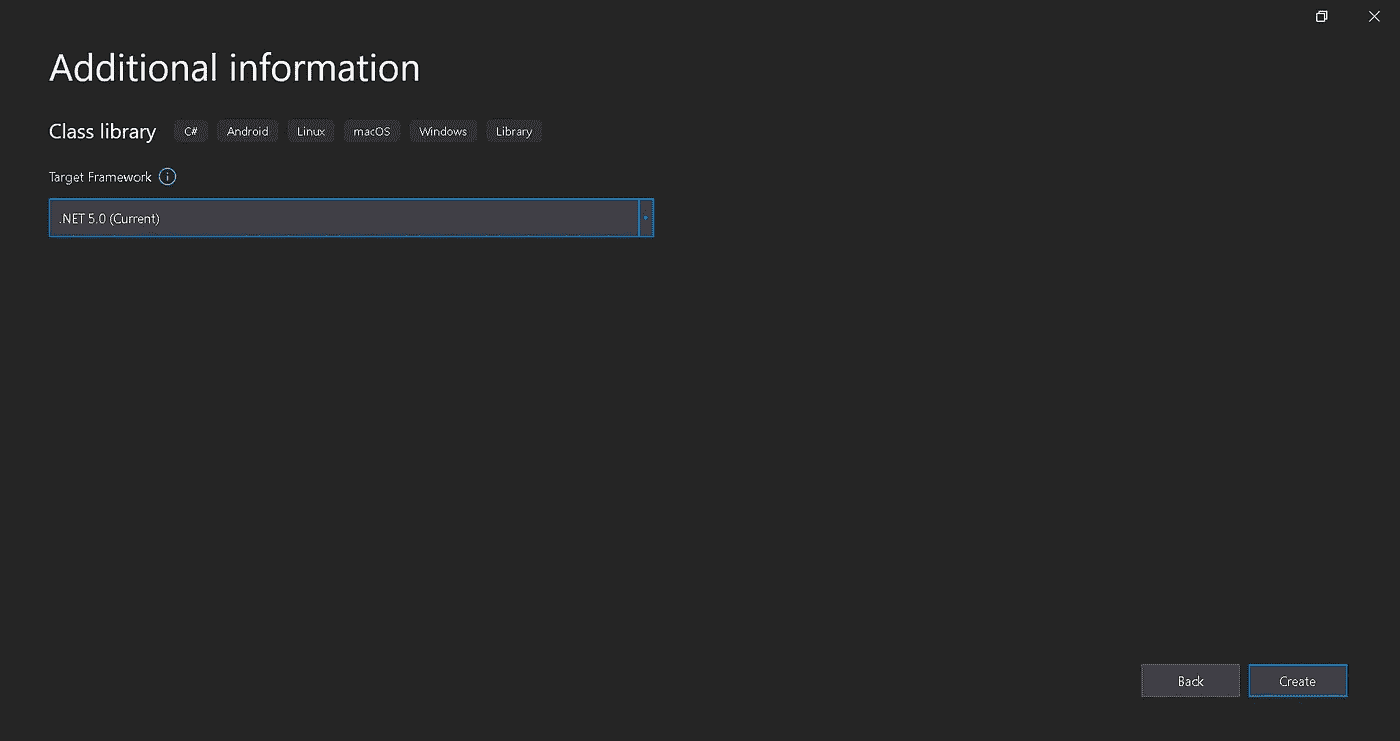 Additional information
Class library C# Android Linux macOS Windows Library
Target Framework
.NET 5.0 (Current)
Back Create